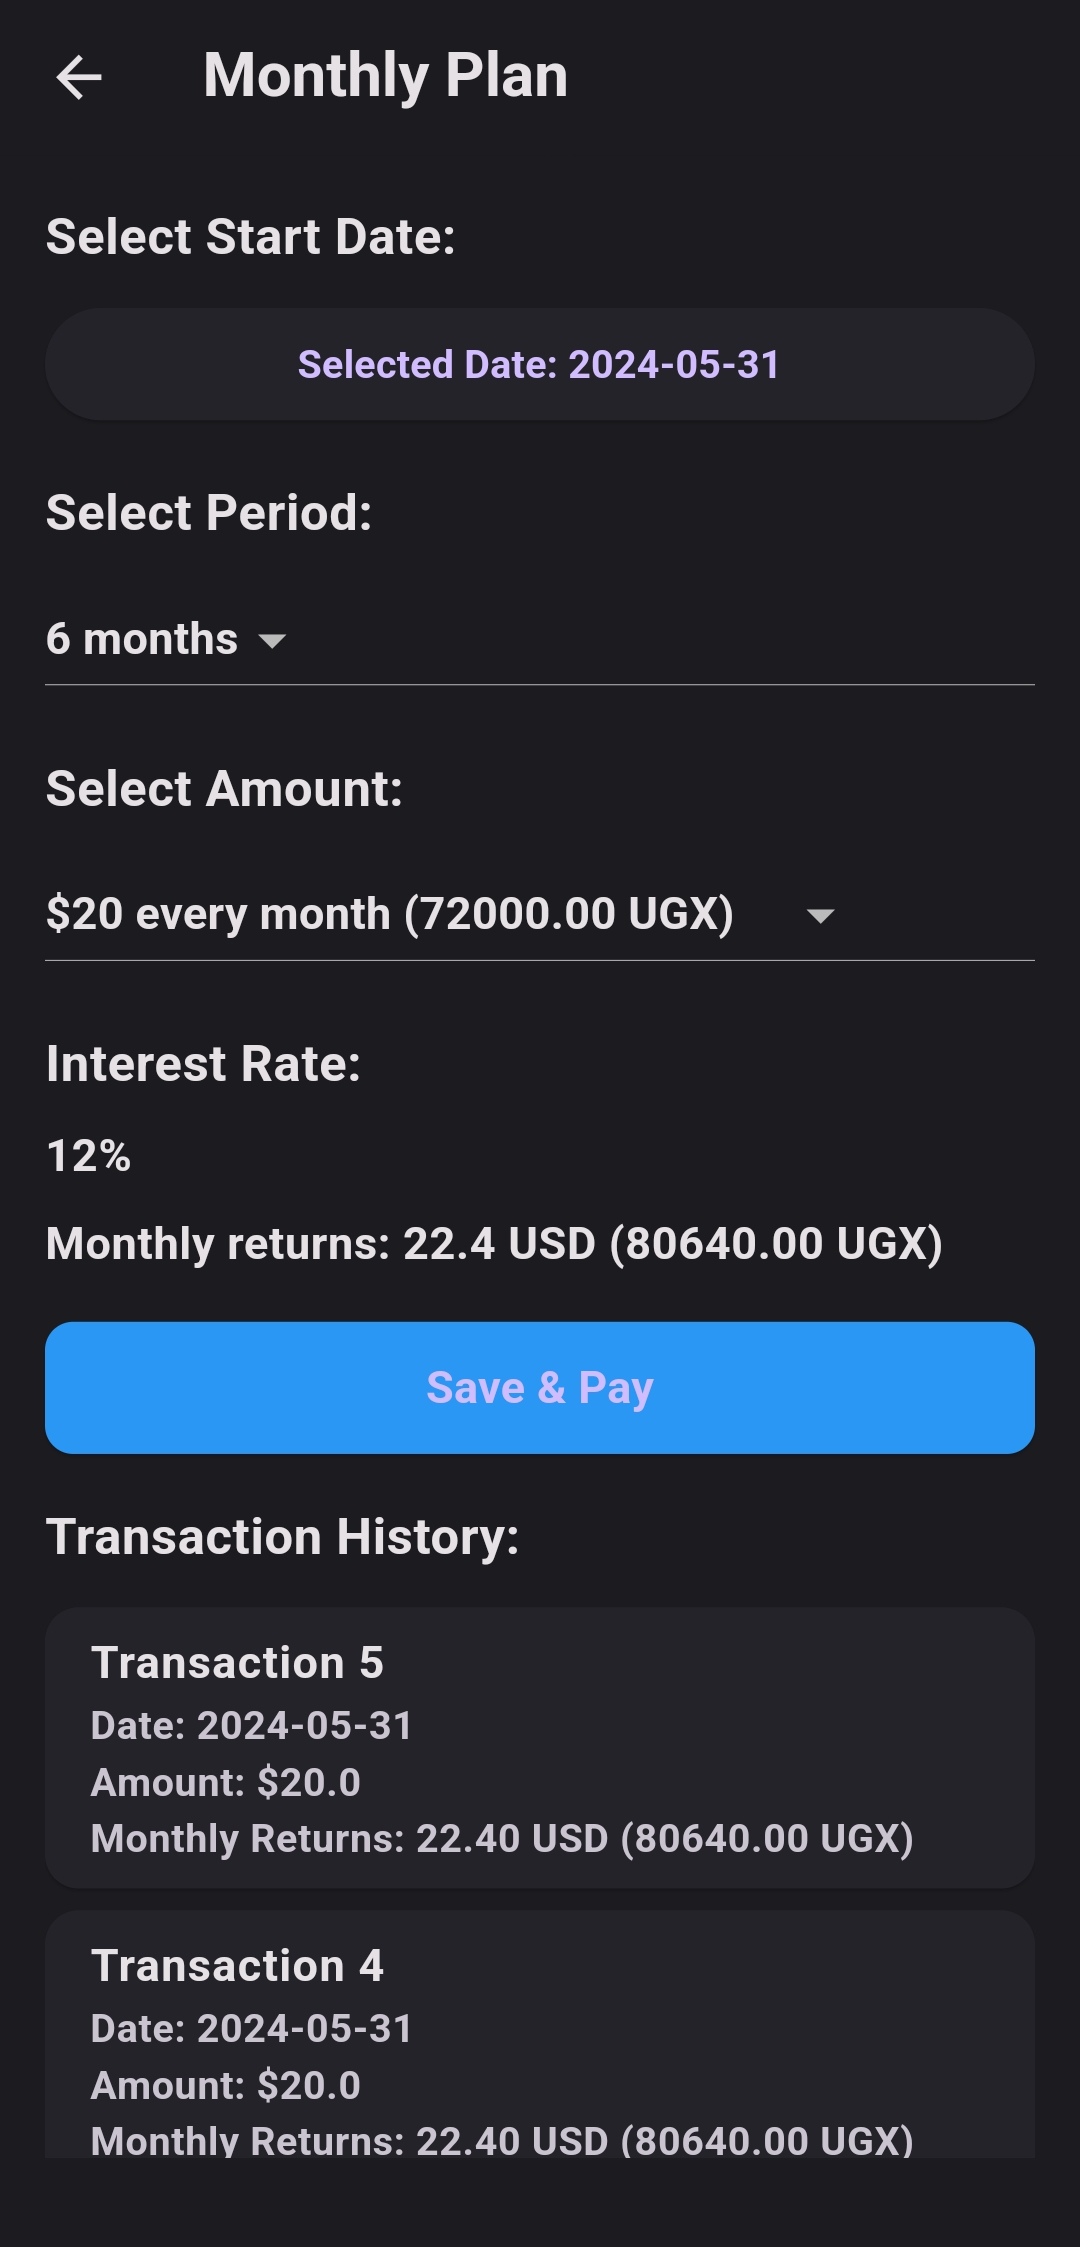 Monthly Plan
Select Start Date:
Selected Date: 2024-05-31
Select Period:
6 months
Select Amount:
$20 every month (72000.00 UGX)
Interest Rate:
12%
Monthly returns: 22.4 USD (80640.00 UGX)
Save & Pay
Transaction History:
Transaction 5
Date: 2024-05-31
Amount: $20.0
Monthly Returns: 22.40 USD (80640.00 UGX)
Transaction 4
Date: 2024-05-31
Amount: $20.0
Monthly Returns: 22.40 USD (80640.00 UGX)